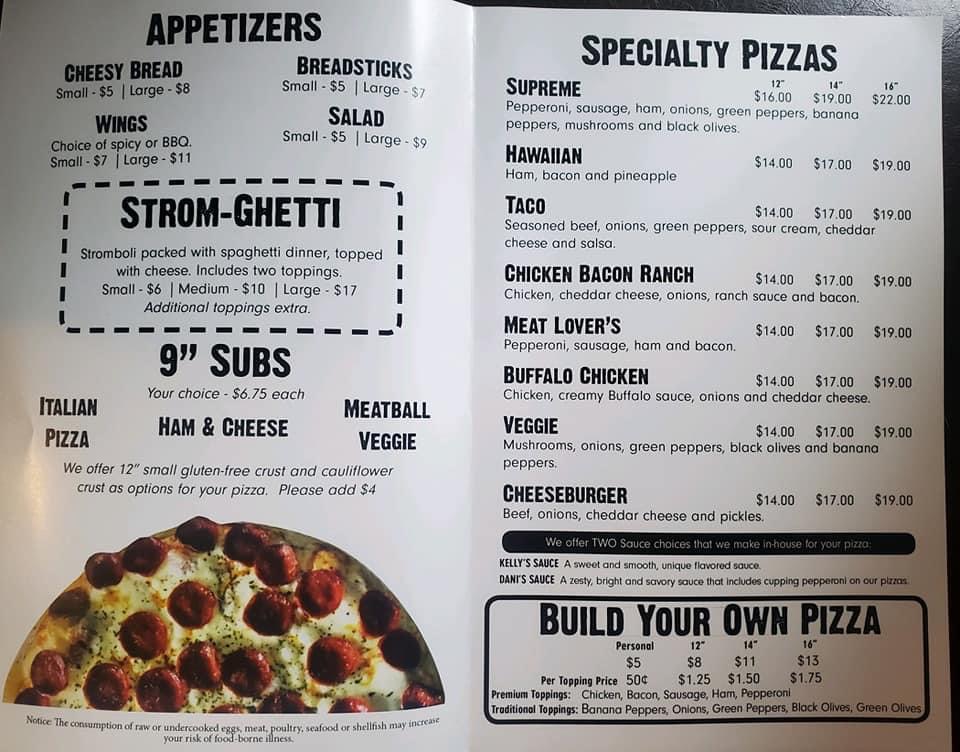 APPETIZERS
CHEESY BREAD
Small - $5 | Large - $8
BREADSTICKS
Small - $5 | Large - $7
WINGS
Choice of spicy or BBQ.
Small - $7 | Large - $11
SALAD
Small - $5 | Large - $9
STROM-GHETTI
Stromboli packed with spaghetti dinner, topped
with cheese. Includes two toppings.
Small - $6 | Medium - $10 | Large - $17
Additional toppings extra.
9" SUBS
Your choice - $6.75 each
ITALIAN
PIZZA
HAM & CHEESE
MEATBALL
VEGGIE
We offer 12" small gluten-free crust and cauliflower
crust as options for your pizza. Please add $4
Notice: The consumption of raw or undercooked eggs, meat, poultry, seafood or shellfish may increase
your risk of food-borne illness.
SPECIALTY PIZZAS
12" 14" 16"
SUPREME $16.00 $19.00 $22.00
Pepperoni, sausage, ham, onions, green peppers, banana
peppers, mushrooms and black olives.
HAWAIIAN $14.00 $17.00 $19.00
Ham, bacon and pineapple
TACO $14.00 $17.00 $19.00
Seasoned beef, onions, green peppers, sour cream, cheddar
cheese and salsa.
CHICKEN BACON RANCH $14.00 $17.00 $19.00
Chicken, cheddar cheese, onions, ranch sauce and bacon.
MEAT LOVER'S $14.00 $17.00 $19.00
Pepperoni, sausage, ham and bacon.
BUFFALO CHICKEN $14.00 $17.00 $19.00
Chicken, creamy Buffalo sauce, onions and cheddar cheese.
VEGGIE $14.00 $17.00 $19.00
Mushrooms, onions, green peppers, black olives and banana
peppers.
CHEESEBURGER $14.00 $17.00 $19.00
Beef, onions, cheddar cheese and pickles.
We offer TWO Sauce choices that we make in-house for your pizza:
KELLY'S SAUCE A sweet and smooth, unique flavored sauce.
DANI'S SAUCE A zesty, bright and savory sauce that includes cupping pepperoni on our pizzas.
BUILD YOUR OWN PIZZA
Personal 12" 14" 16"
$5 $8 $11 $13
Per Topping Price 50¢ $1.25 $1.50 $1.75
Premium Toppings: Chicken, Bacon, Sausage, Ham, Pepperoni
Traditional Toppings: Banana Peppers, Onions, Green Peppers, Black Olives, Green Olives